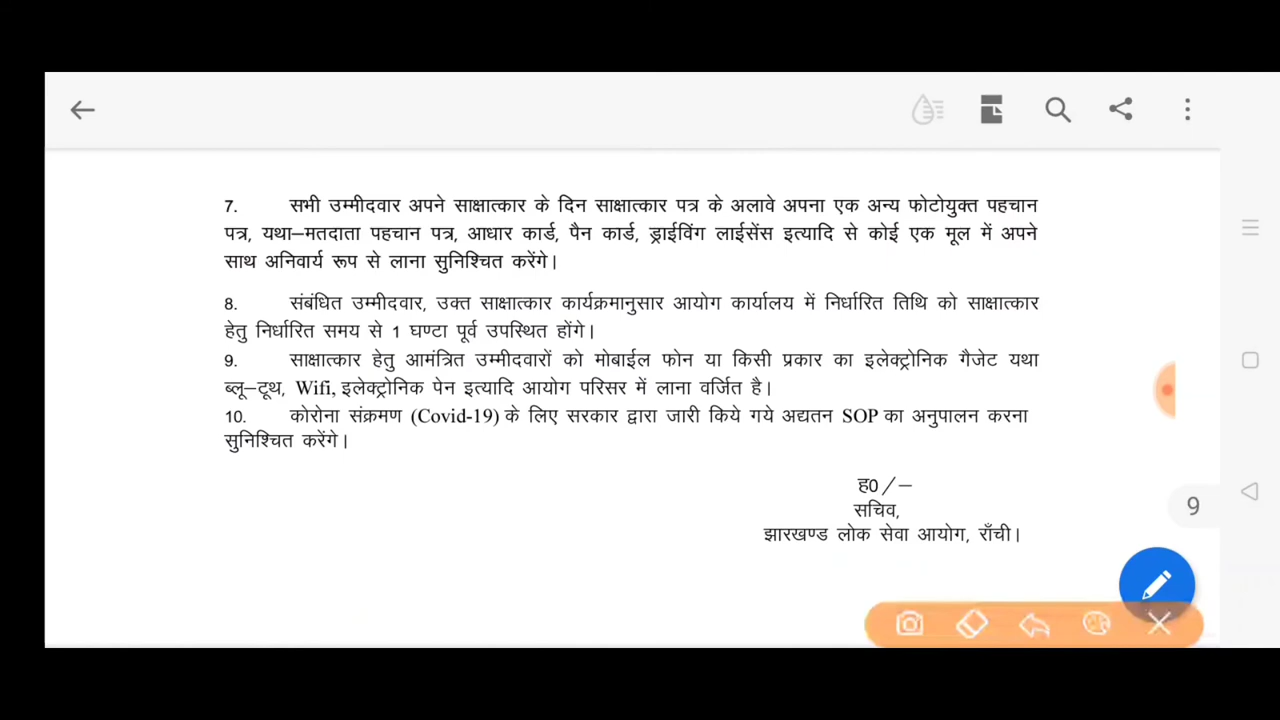 7. सभी उम्मीदवार अपने साक्षात्कार के दिन साक्षात्कार पत्र के अलावे अपना एक अन्य फोटोयुक्त पहचान
पत्र, यथा–मतदाता पहचान पत्र, आधार कार्ड, पैन कार्ड, ड्राईविंग लाईसेंस इत्यादि से कोई एक मूल में अपने
साथ अनिवार्य रूप से लाना सुनिश्चित करेंगे।
8. संबंधित उम्मीदवार, उक्त साक्षात्कार कार्यक्रमानुसार आयोग कार्यालय में निर्धारित तिथि को साक्षात्कार
हेतु निर्धारित समय से 1 घण्टा पूर्व उपस्थित होंगे।
9. साक्षात्कार हेतु आमंत्रित उम्मीदवारों को मोबाईल फोन या किसी प्रकार का इलेक्ट्रोनिक गैजेट यथा
ब्लू–टूथ, Wifi, इलेक्ट्रोनिक पेन इत्यादि आयोग परिसर में लाना वर्जित है।
10. कोरोना संक्रमण (Covid-19) के लिए सरकार द्वारा जारी किये गये अद्यतन SOP का अनुपालन करना
सुनिश्चित करेंगे।
ह0/–
सचिव,
झारखण्ड लोक सेवा आयोग, राँची।
9